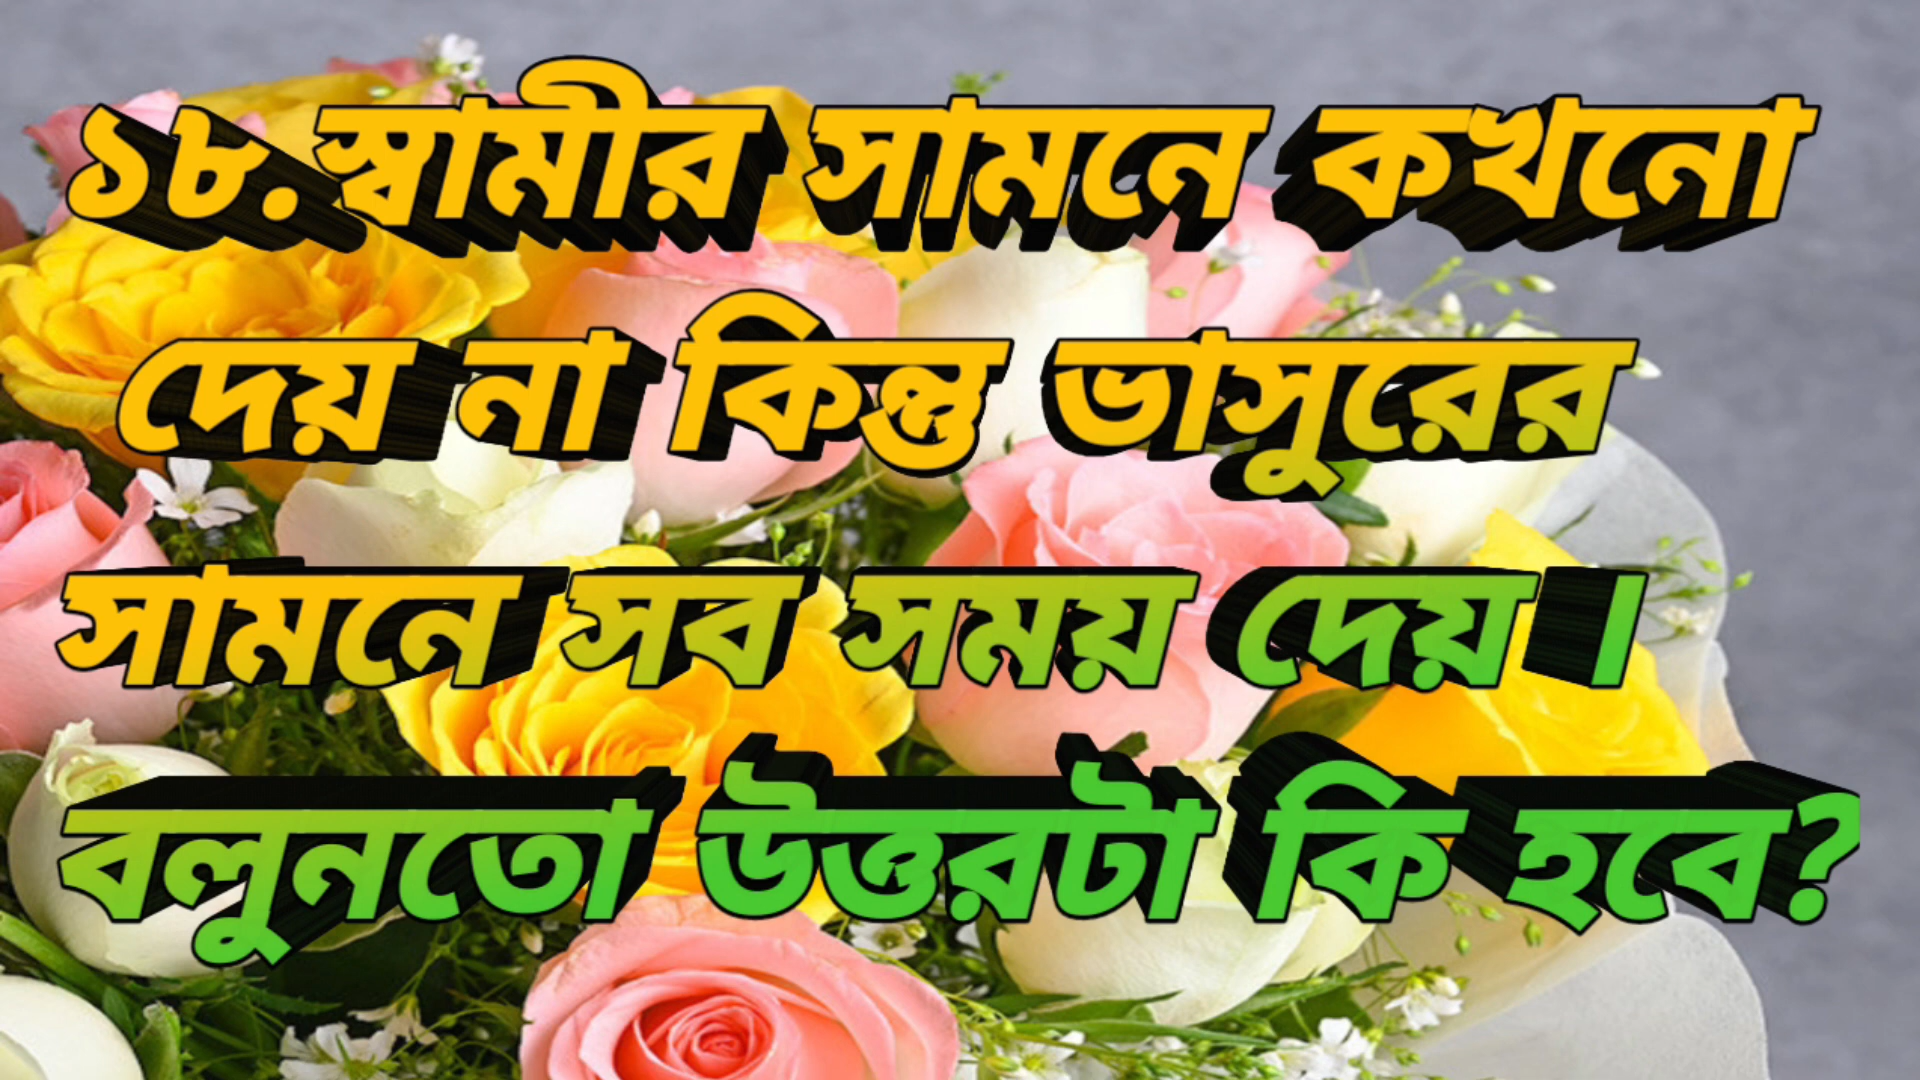 ১৮. স্বামীর সামনে কখনো
দেয় না কিন্তু ভাসুরের
সামনে সব সময় দেয় ।
বলুনতো উত্তরটা কি হবে?